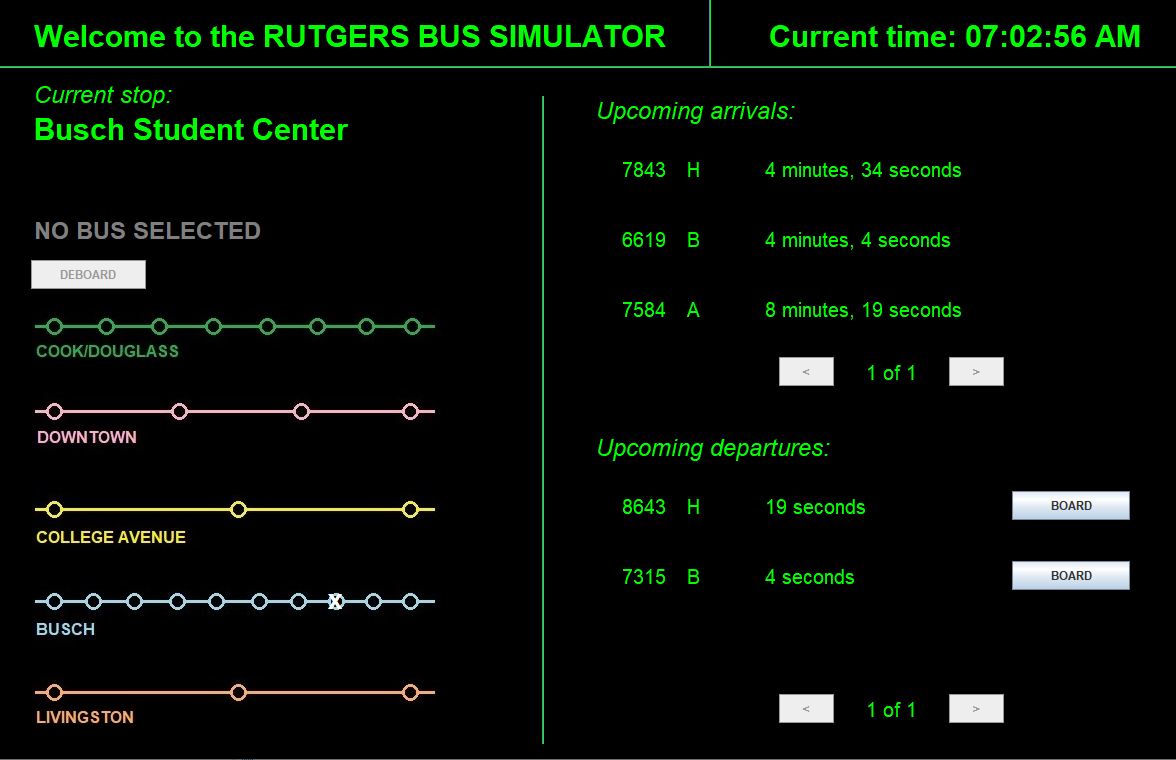 Welcome to the RUTGERS BUS SIMULATOR
Current time: 07:02:56 AM
Current stop:
Busch Student Center
NO BUS SELECTED
DEBOARD
COOK/DOUGLASS
DOWNTOWN
COLLEGE AVENUE
X
BUSCH
LIVINGSTON
Upcoming arrivals:
7843 H 4 minutes, 34 seconds
6619 B 4 minutes, 4 seconds
7584 A 8 minutes, 19 seconds
< 1 of 1 >
Upcoming departures:
8643 H 19 seconds BOARD
7315 B 4 seconds BOARD
< 1 of 1 >